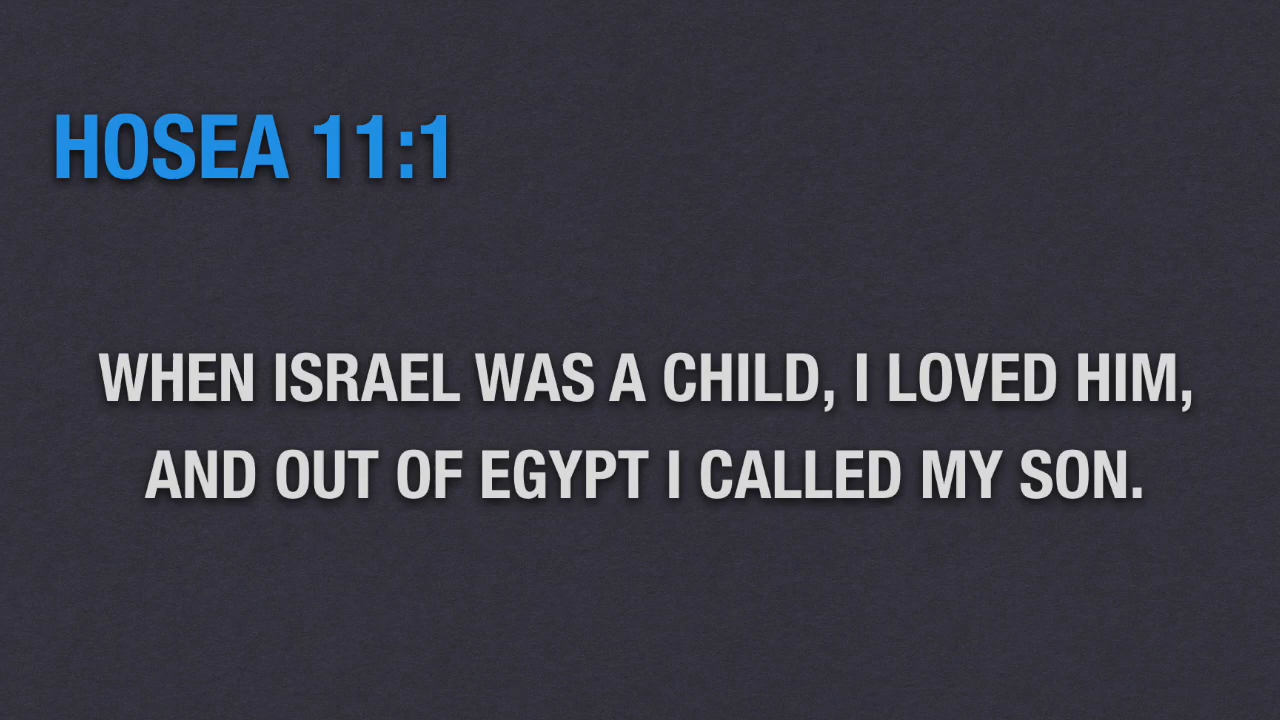 HOSEA 11:1
WHEN ISRAEL WAS A CHILD, I LOVED HIM,
AND OUT OF EGYPT I CALLED MY SON.